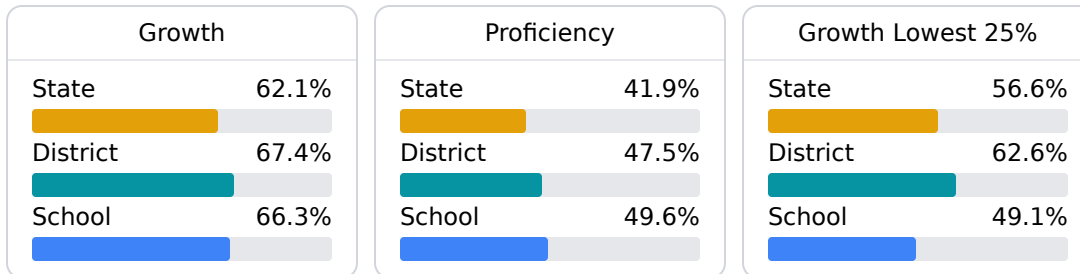 Growth
State 62.1%
District 67.4%
School 66.3%
Proficiency
State 41.9%
District 47.5%
School 49.6%
Growth Lowest 25%
State 56.6%
District 62.6%
School 49.1%